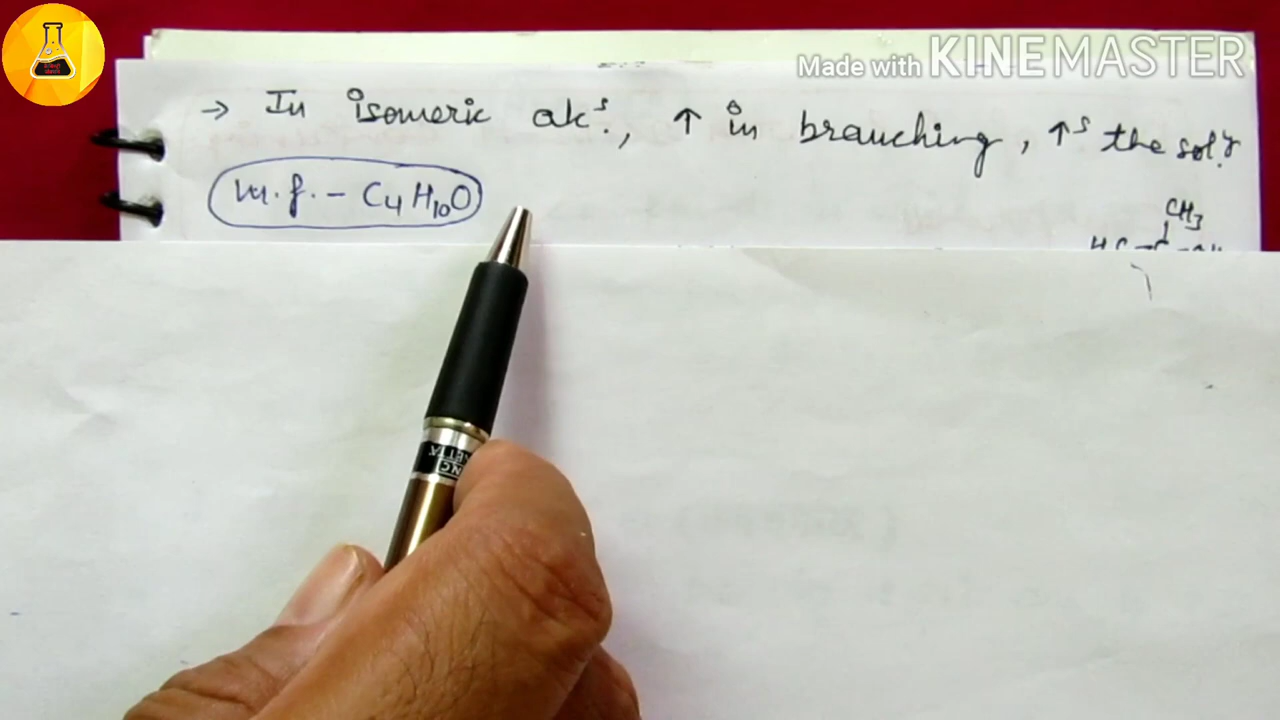 Made with KINEMASTER
→ In isomeric alc.s, ↑ in branching, ↑s the sol.y
M.f. – C4H10O
CH3